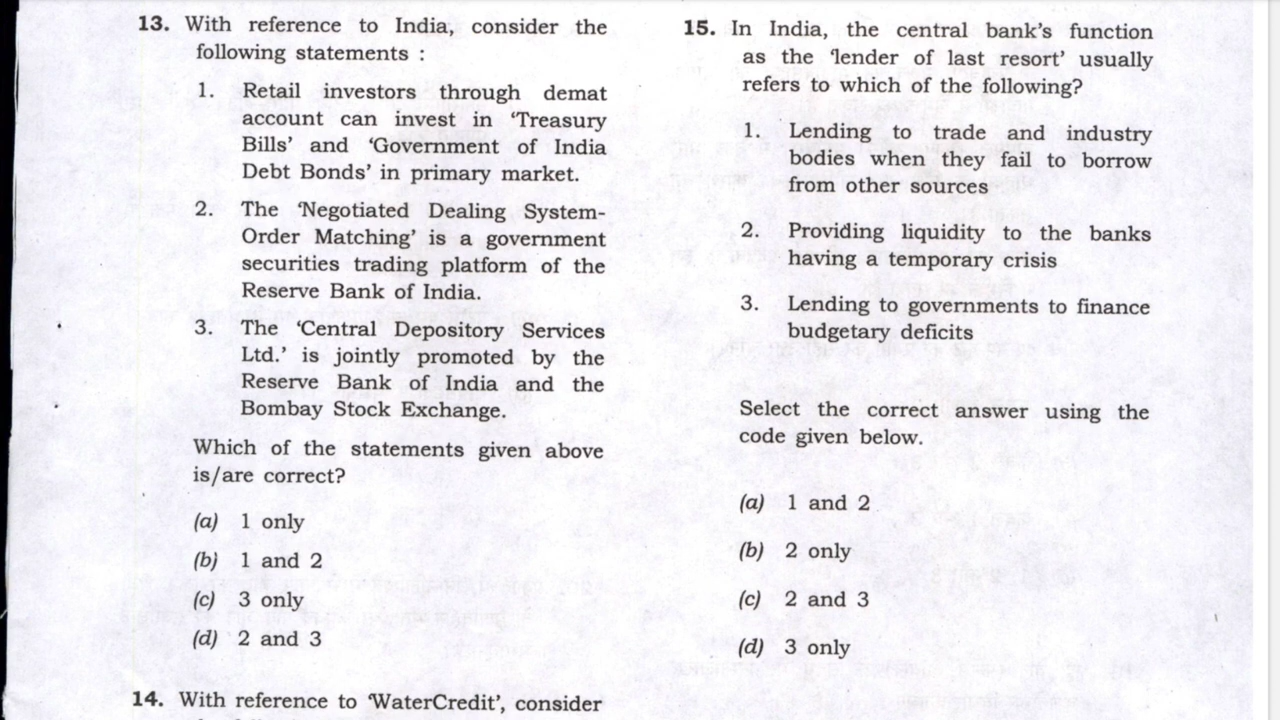 13. With reference to India, consider the
following statements :
1. Retail investors through demat
account can invest in ‘Treasury
Bills’ and ‘Government of India
Debt Bonds’ in primary market.
2. The ‘Negotiated Dealing System-
Order Matching’ is a government
securities trading platform of the
Reserve Bank of India.
3. The ‘Central Depository Services
Ltd.’ is jointly promoted by the
Reserve Bank of India and the
Bombay Stock Exchange.
Which of the statements given above
is/are correct?
(a) 1 only
(b) 1 and 2
(c) 3 only
(d) 2 and 3
14. With reference to ‘WaterCredit’, consider
15. In India, the central bank’s function
as the ‘lender of last resort’ usually
refers to which of the following?
1. Lending to trade and industry
bodies when they fail to borrow
from other sources
2. Providing liquidity to the banks
having a temporary crisis
3. Lending to governments to finance
budgetary deficits
Select the correct answer using the
code given below.
(a) 1 and 2
(b) 2 only
(c) 2 and 3
(d) 3 only